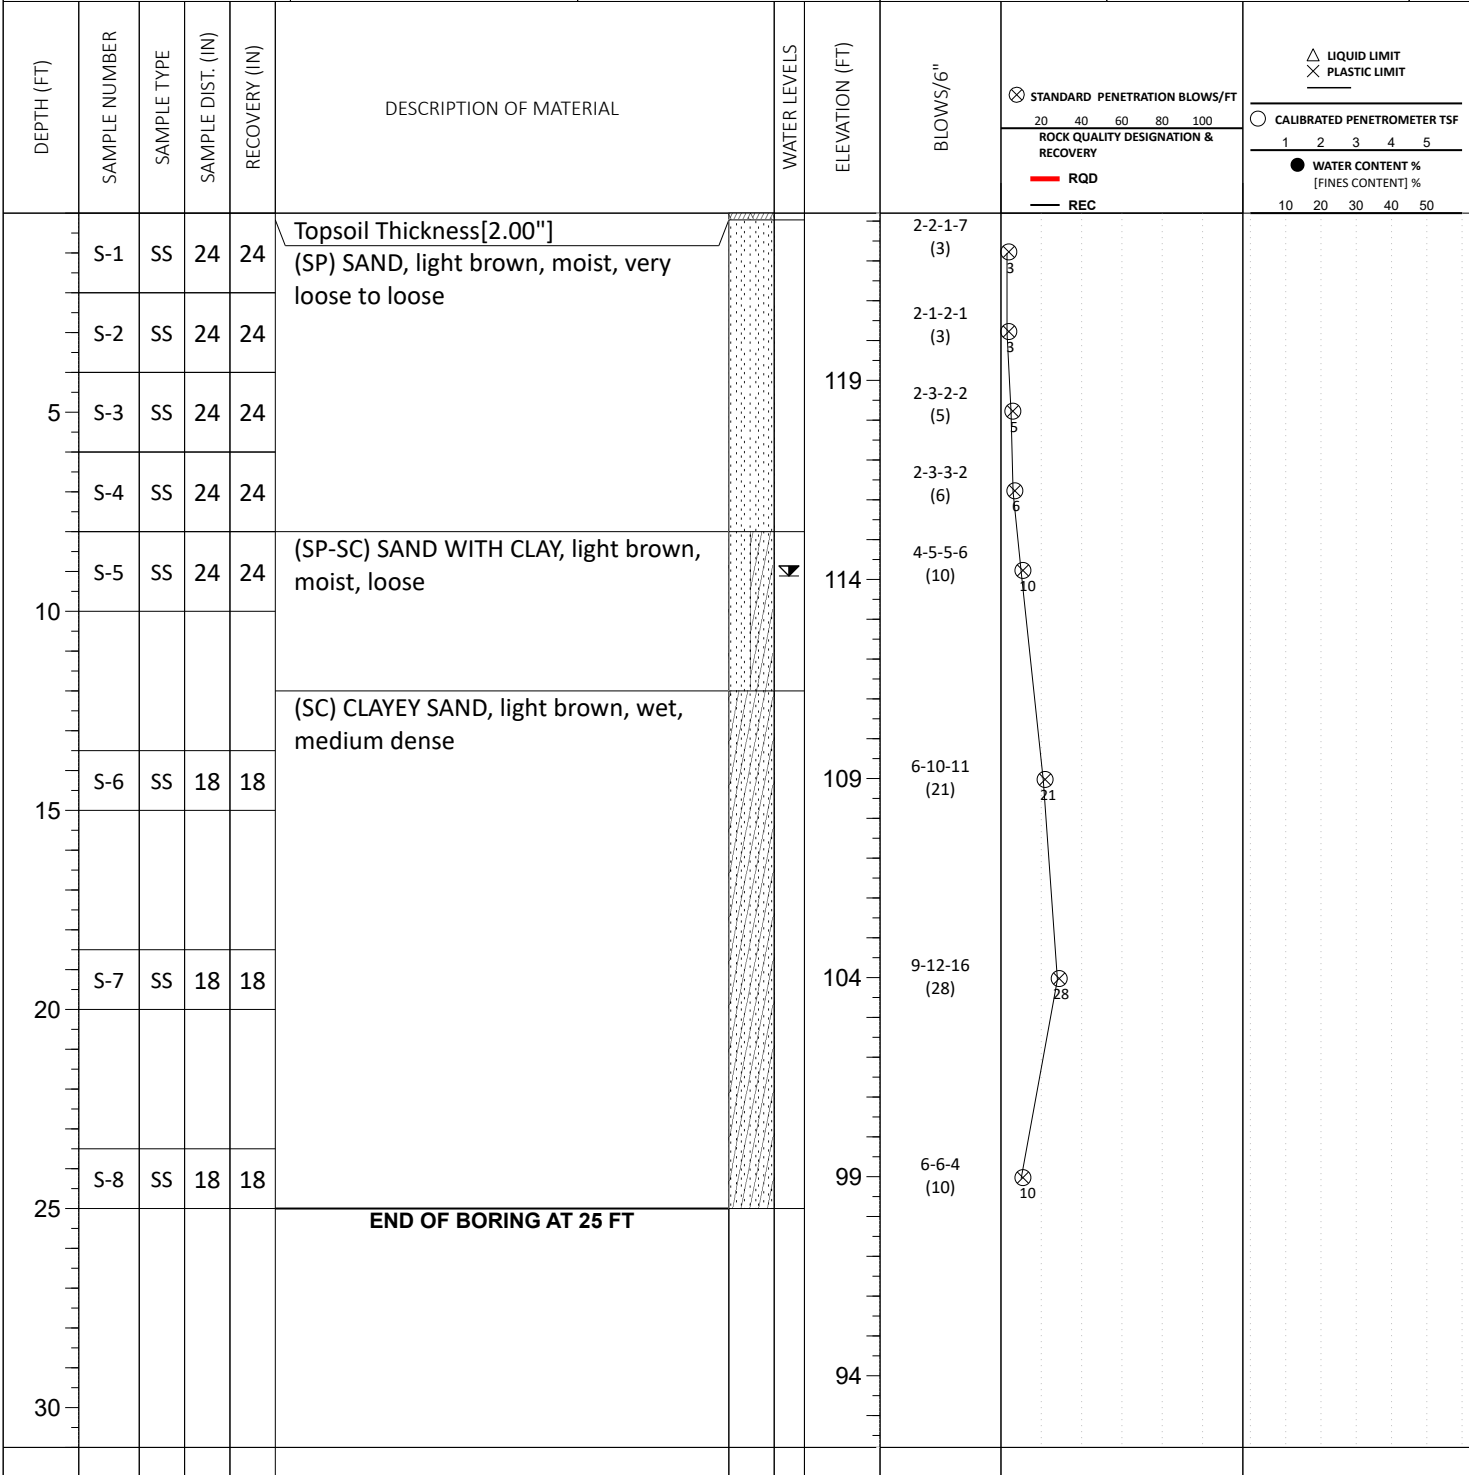 DEPTH (FT)
SAMPLE NUMBER
SAMPLE TYPE
SAMPLE DIST. (IN)
RECOVERY (IN)
DESCRIPTION OF MATERIAL
WATER LEVELS
ELEVATION (FT)
BLOWS/6"
STANDARD PENETRATION BLOWS/FT
20 40 60 80 100
ROCK QUALITY DESIGNATION &
RECOVERY
RQD
REC
LIQUID LIMIT
PLASTIC LIMIT
CALIBRATED PENETROMETER TSF
1 2 3 4 5
WATER CONTENT %
[FINES CONTENT] %
10 20 30 40 50
Topsoil Thickness[2.00"]
S-1 SS 24 24
(SP) SAND, light brown, moist, very
loose to loose
2-2-1-7
(3)
3
S-2 SS 24 24
2-1-2-1
(3)
3
119
5
S-3 SS 24 24
2-3-2-2
(5)
5
S-4 SS 24 24
2-3-3-2
(6)
6
(SP-SC) SAND WITH CLAY, light brown,
moist, loose
S-5 SS 24 24
114
4-5-5-6
(10)
10
10
(SC) CLAYEY SAND, light brown, wet,
medium dense
S-6 SS 18 18
109
6-10-11
(21)
21
15
S-7 SS 18 18
104
9-12-16
(28)
28
20
S-8 SS 18 18
99
6-6-4
(10)
10
25
END OF BORING AT 25 FT
94
30